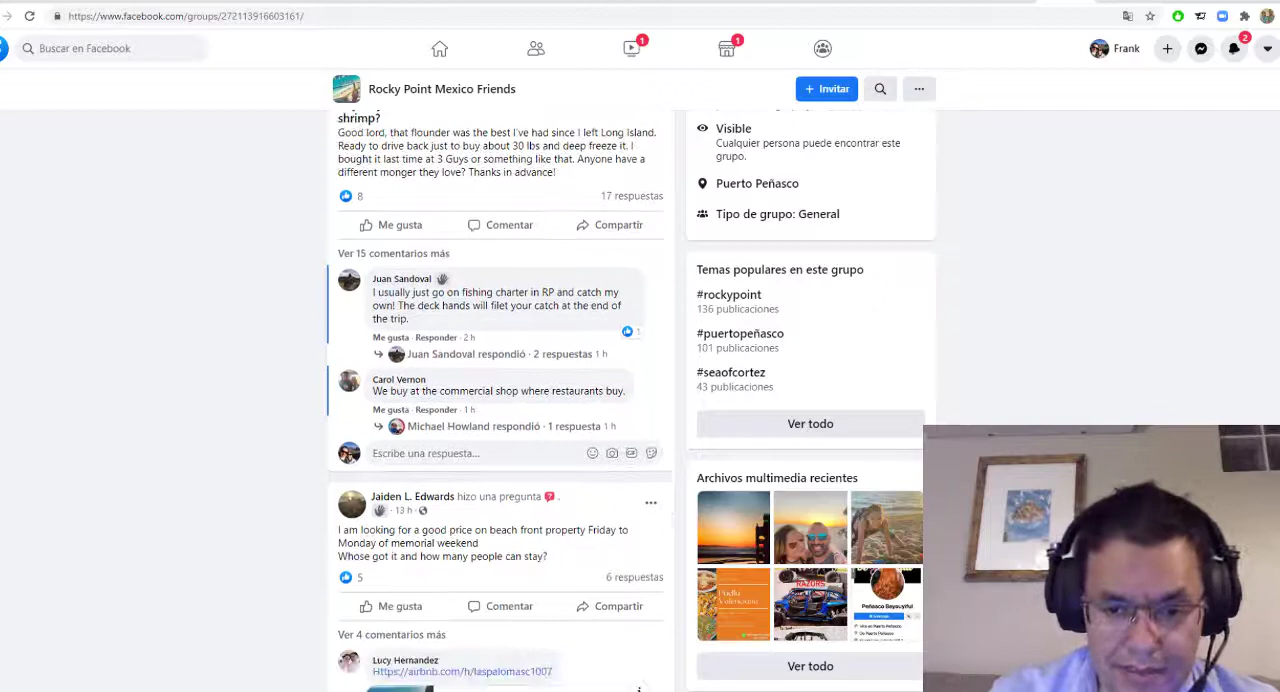 https://www.facebook.com/groups/272113916603161/
Buscar en Facebook
1
1
Frank
2
Rocky Point Mexico Friends
Invitar
shrimp?
Good lord, that flounder was the best I've had since I left Long Island.
Ready to drive back just to buy about 30 lbs and deep freeze it. I
bought it last time at 3 Guys or something like that. Anyone have a
different monger they love? Thanks in advance!
8
17 respuestas
Me gusta
Comentar
Compartir
Ver 15 comentarios más
Juan Sandoval
I usually just go on fishing charter in RP and catch my
own! The deck hands will filet your catch at the end of
the trip.
1
Me gusta · Responder · 2 h
Juan Sandoval respondió · 2 respuestas 1 h
Carol Vernon
We buy at the commercial shop where restaurants buy.
Me gusta · Responder · 1 h
Michael Howland respondió · 1 respuesta 1 h
Escribe una respuesta...
Jaiden L. Edwards hizo una pregunta .
· 13 h ·
I am looking for a good price on beach front property Friday to
Monday of memorial weekend
Whose got it and how many people can stay?
5
6 respuestas
Me gusta
Comentar
Compartir
Ver 4 comentarios más
Lucy Hernandez
Https://airbnb.com/h/laspalomasc1007
Visible
Cualquier persona puede encontrar este
grupo.
Puerto Peñasco
Tipo de grupo: General
Temas populares en este grupo
#rockypoint
136 publicaciones
#puertopeñasco
101 publicaciones
#seaofcortez
43 publicaciones
Ver todo
Archivos multimedia recientes
RAZURS
Ver todo